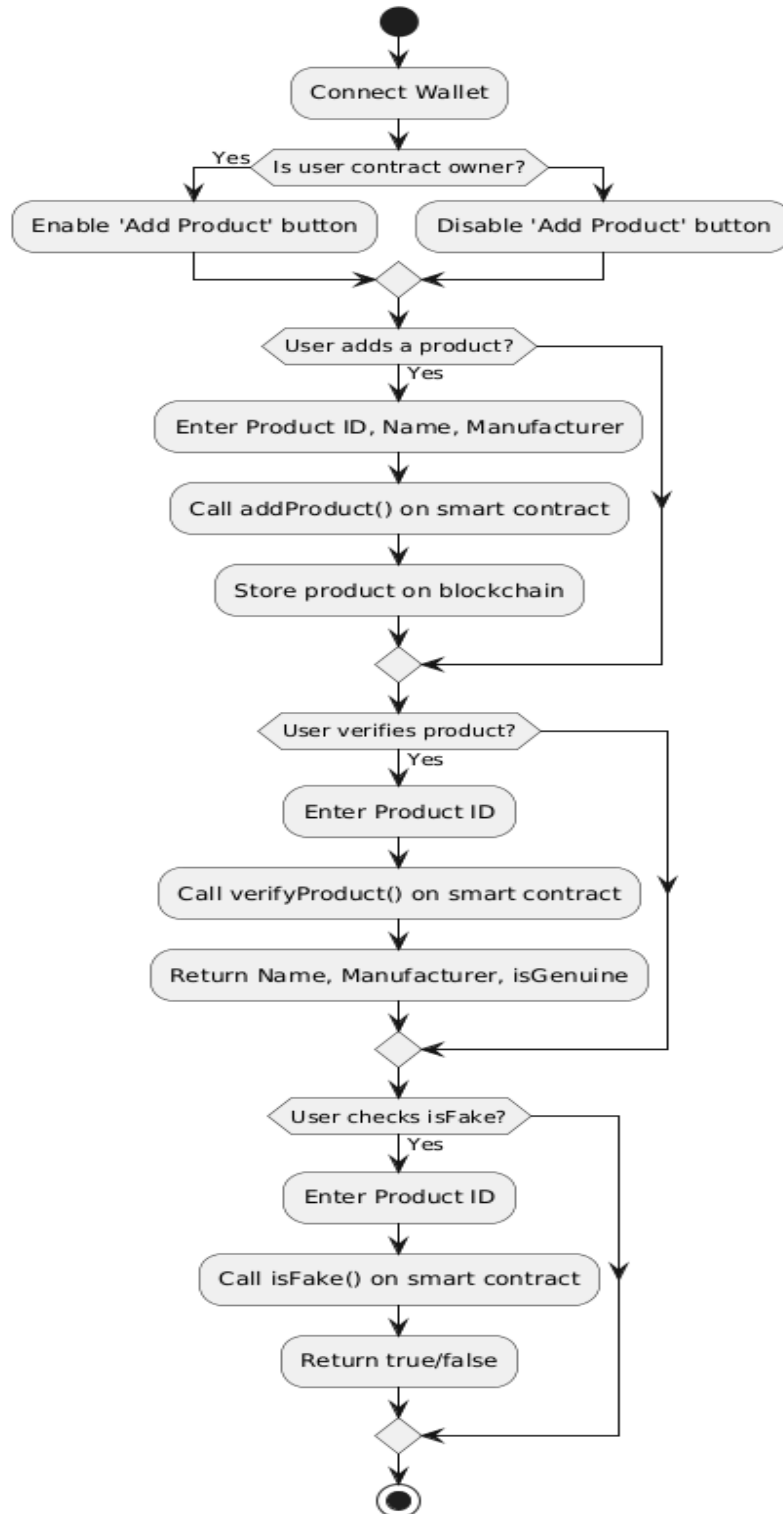 Connect Wallet
Yes
Is user contract owner?
Enable 'Add Product' button
Disable 'Add Product' button
User adds a product?
Yes
Enter Product ID, Name, Manufacturer
Call addProduct() on smart contract
Store product on blockchain
User verifies product?
Yes
Enter Product ID
Call verifyProduct() on smart contract
Return Name, Manufacturer, isGenuine
User checks isFake?
Yes
Enter Product ID
Call isFake() on smart contract
Return true/false